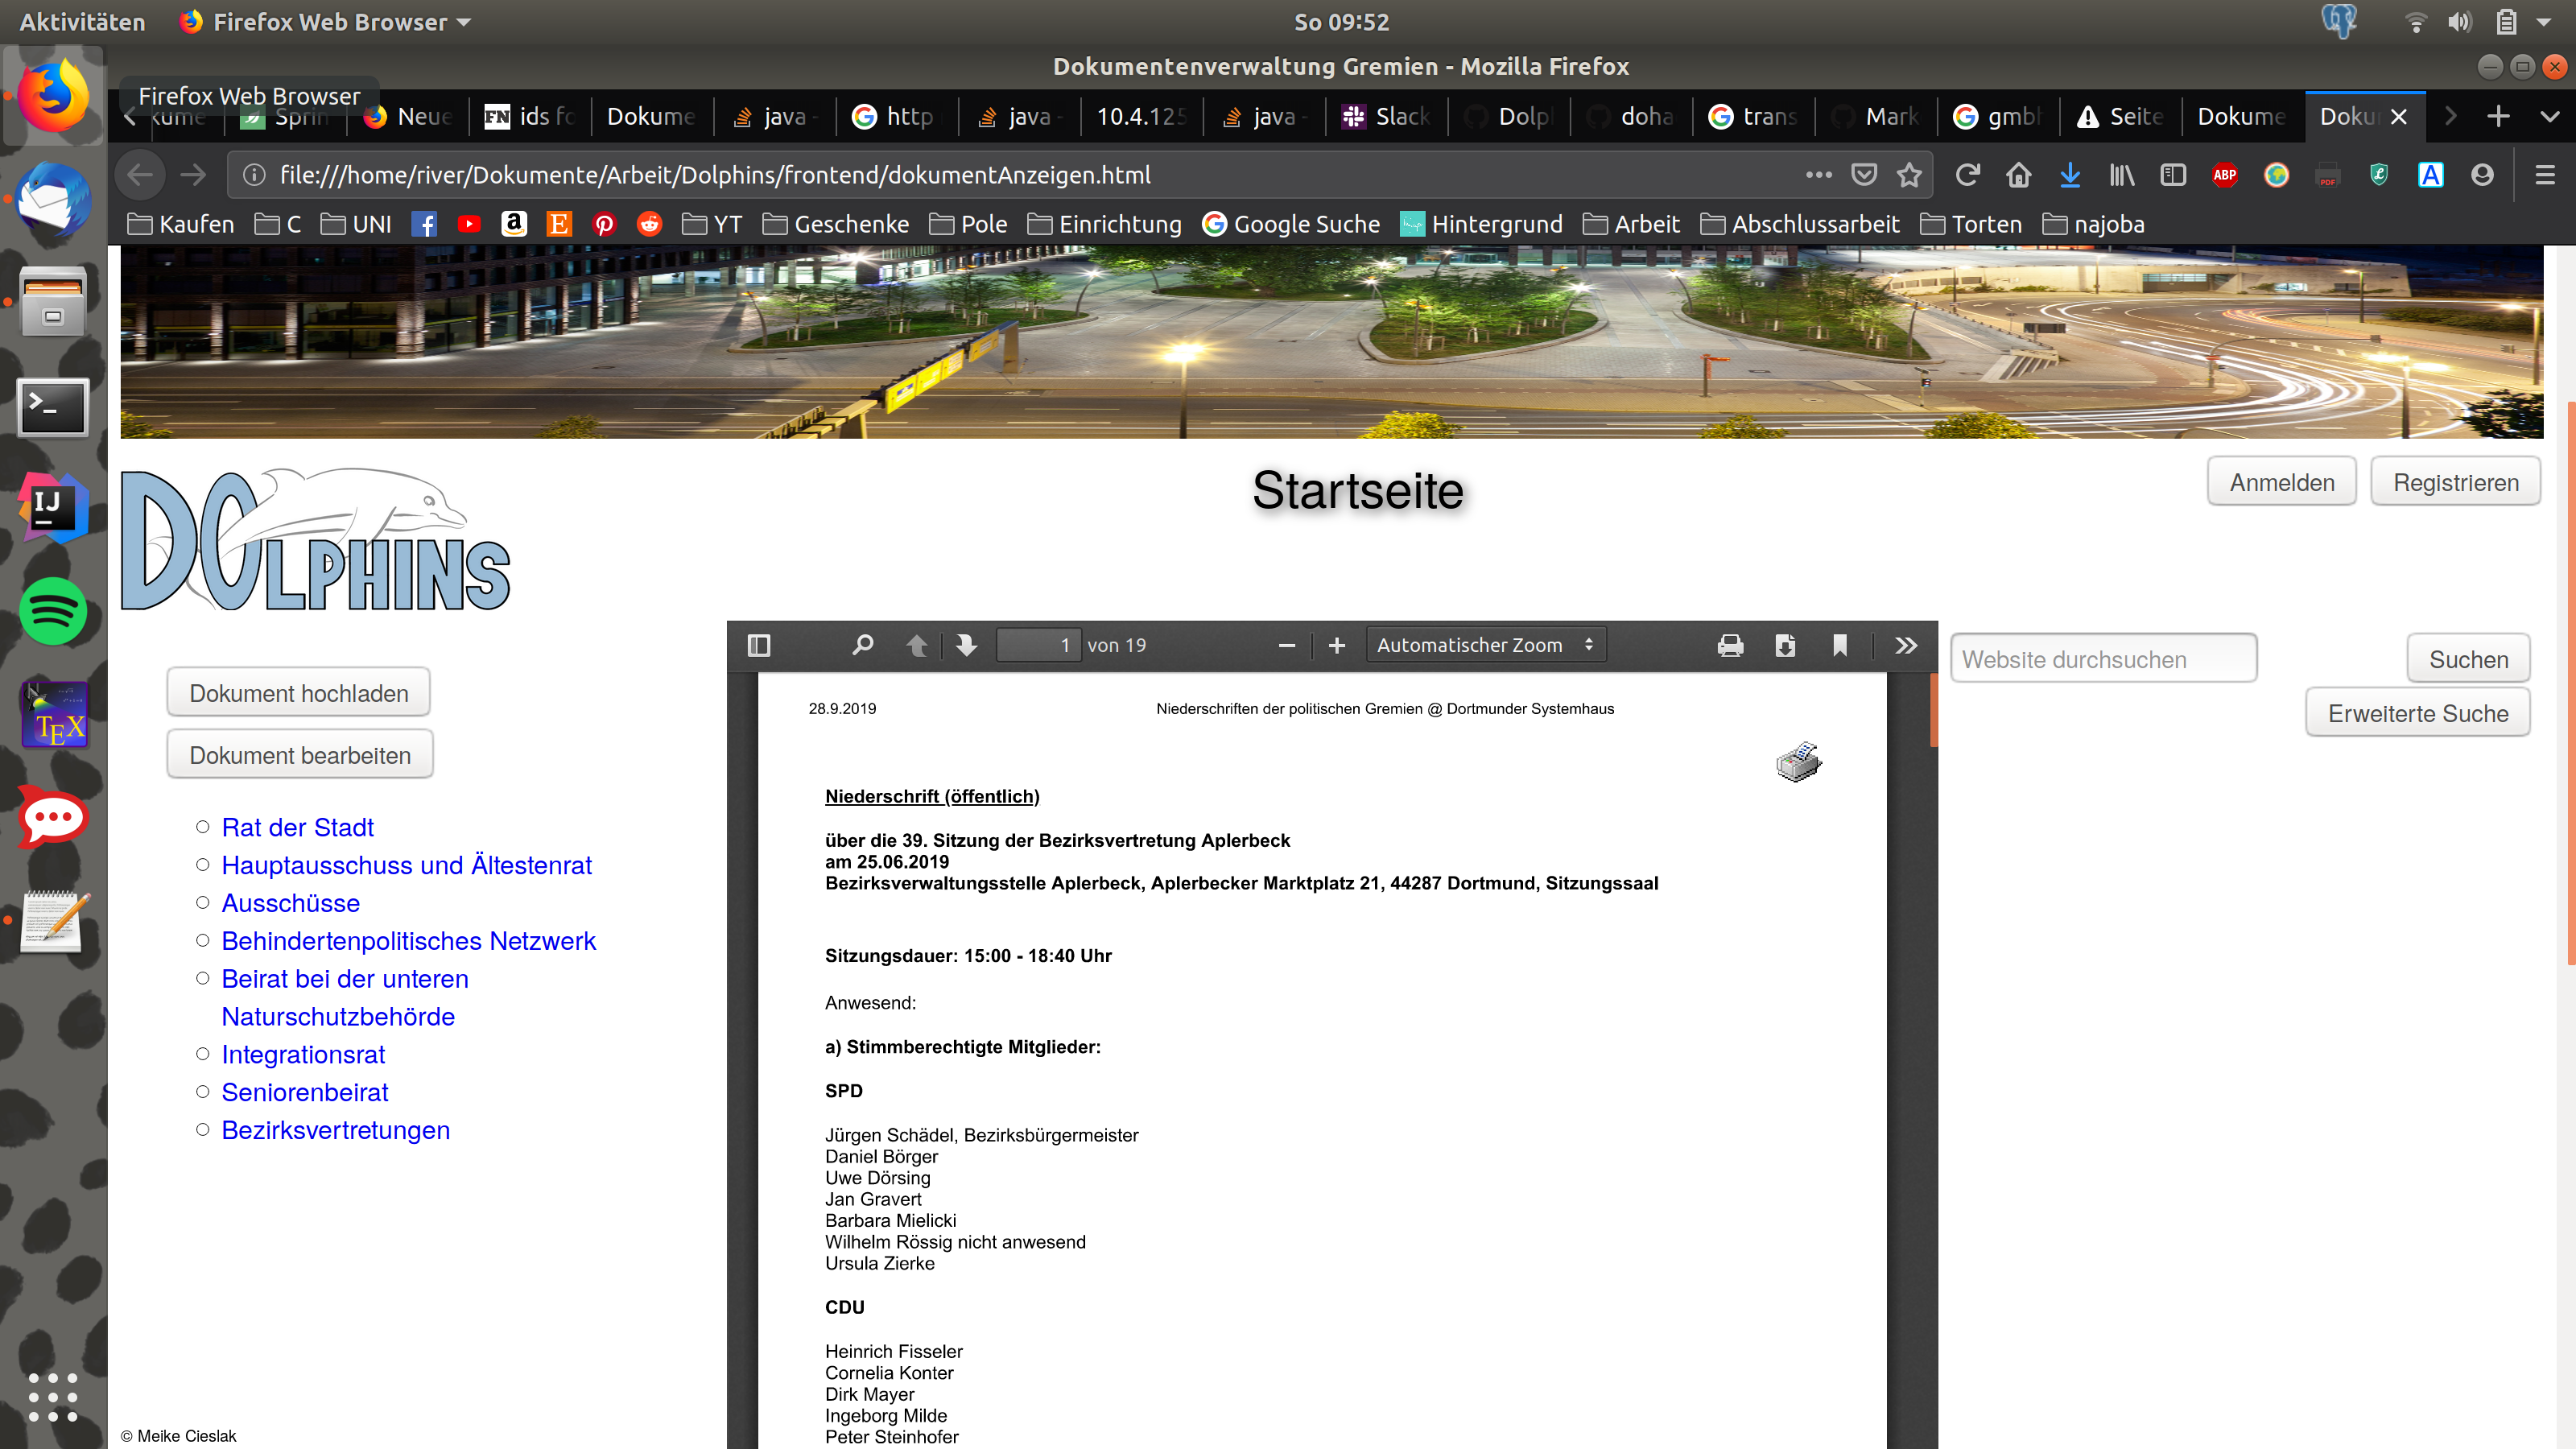 Aktivitäten Firefox Web Browser So 09:52
Dokumentenverwaltung Gremien - Mozilla Firefox
Firefox Web Browser
Neue ids Dokume java - http java - 10.4.125 java - Slack doha Mark Seite Dokume
file:///home/river/Dokumente/Arbeit/Dolphins/frontend/dokumentAnzeigen.html
ABP PDF A
Kaufen C UNI YT Geschenke Pole Einrichtung Google Suche Hintergrund Arbeit Abschlussarbeit Torten najoba
DOLPHINS
Startseite
Anmelden Registrieren
1 von 19 Automatischer Zoom
Website durchsuchen Suchen
Erweiterte Suche
Dokument hochladen
Dokument bearbeiten
Rat der Stadt
Hauptausschuss und Ältestenrat
Ausschüsse
Behindertenpolitisches Netzwerk
Beirat bei der unteren
Naturschutzbehörde
Integrationsrat
Seniorenbeirat
Bezirksvertretungen
28.9.2019 Niederschriften der politischen Gremien @ Dortmunder Systemhaus
Niederschrift (öffentlich)
über die 39. Sitzung der Bezirksvertretung Aplerbeck
am 25.06.2019
Bezirksverwaltungsstelle Aplerbeck, Aplerbecker Marktplatz 21, 44287 Dortmund, Sitzungssaal
Sitzungsdauer: 15:00 - 18:40 Uhr
Anwesend:
a) Stimmberechtigte Mitglieder:
SPD
Jürgen Schädel, Bezirksbürgermeister
Daniel Börger
Uwe Dörsing
Jan Gravert
Barbara Mielicki
Wilhelm Rössig nicht anwesend
Ursula Zierke
CDU
Heinrich Fisseler
Cornelia Konter
Dirk Mayer
Ingeborg Milde
Peter Steinhofer
IJ
TEX
© Meike Cieslak